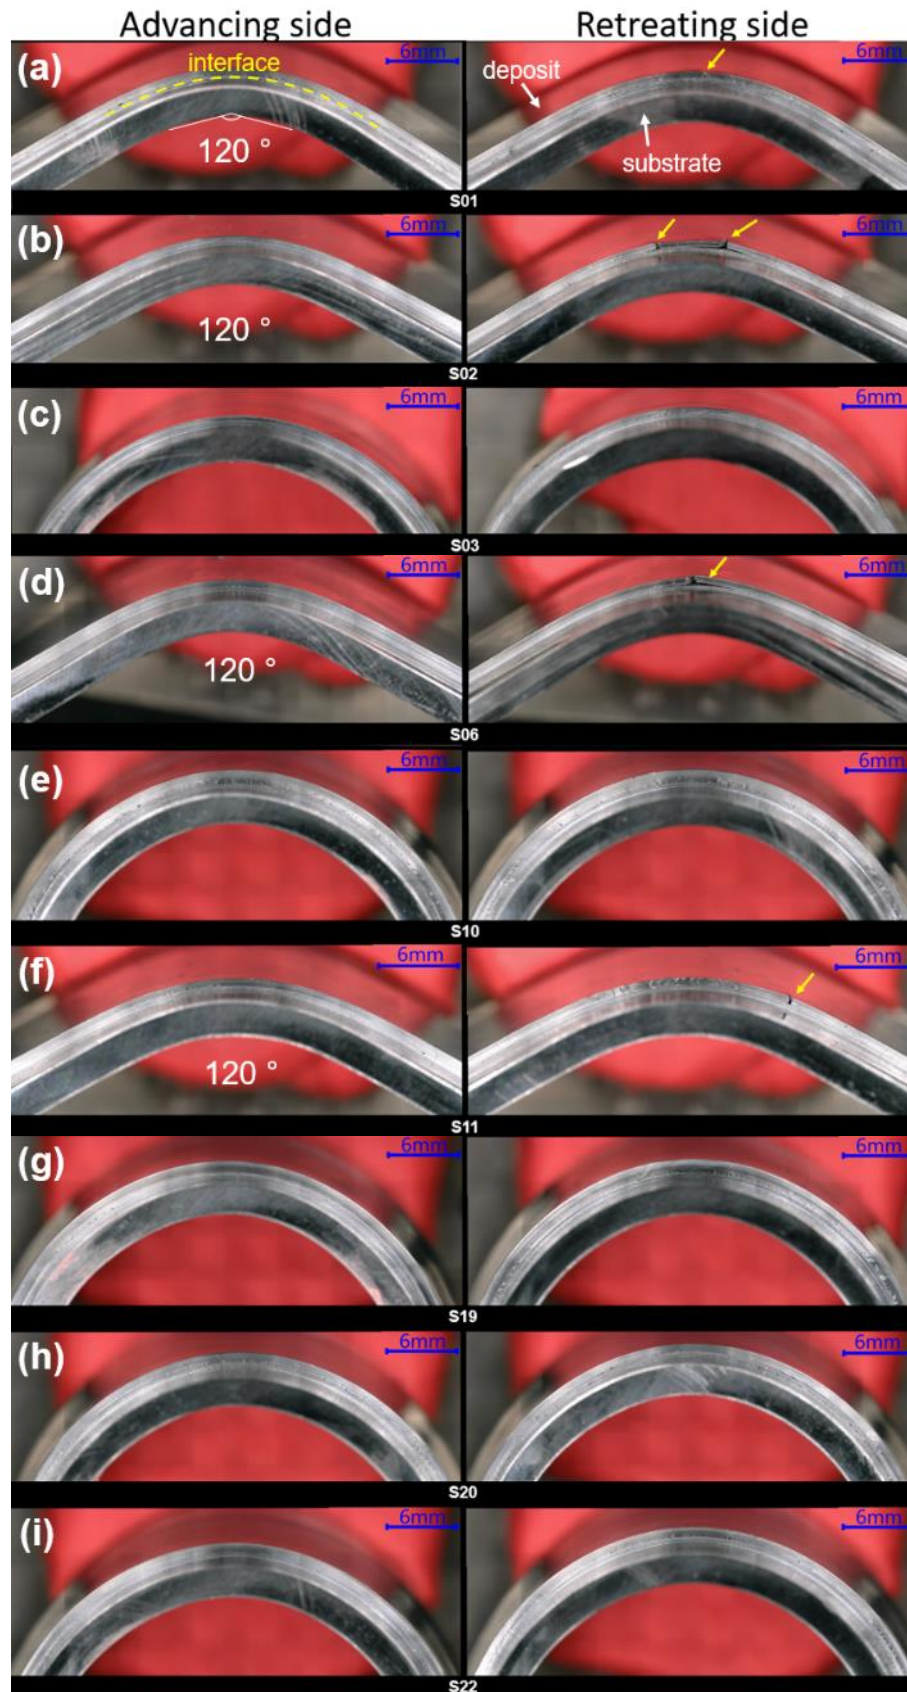 Advancing side Retreating side
(a) 6mm 6mm
interface
deposit
120 °
substrate
S01
(b) 6mm 6mm
120 °
S02
(c) 6mm 6mm
S03
(d) 6mm 6mm
120 °
S06
(e) 6mm 6mm
S10
(f) 6mm 6mm
120 °
S11
(g) 6mm 6mm
S19
(h) 6mm 6mm
S20
(i) 6mm 6mm
S22